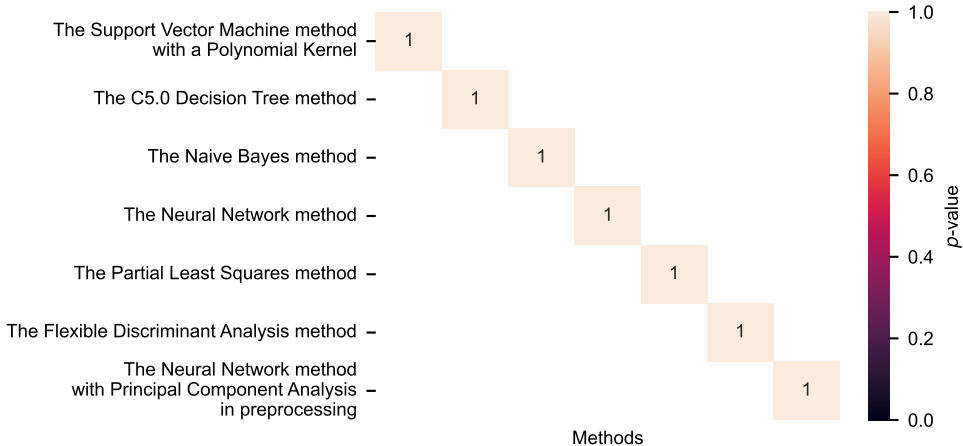 The Support Vector Machine method
with a Polynomial Kernel
1
The C5.0 Decision Tree method
1
The Naive Bayes method
1
The Neural Network method
1
The Partial Least Squares method
1
The Flexible Discriminant Analysis method
1
The Neural Network method
with Principal Component Analysis
in preprocessing
1
Methods
1.0
0.8
0.6
0.4
0.2
0.0
p-value